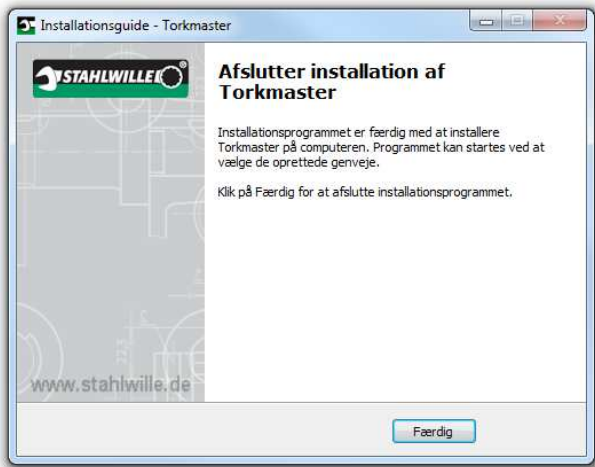 Installationsguide - Torkmaster
STAHLWILLE
Afslutter installation af
Torkmaster
Installationsprogrammet er færdig med at installere
Torkmaster på computeren. Programmet kan startes ved at
vælge de oprettede genveje.
Klik på Færdig for at afslutte installationsprogrammet.
www.stahlwille.de
Færdig